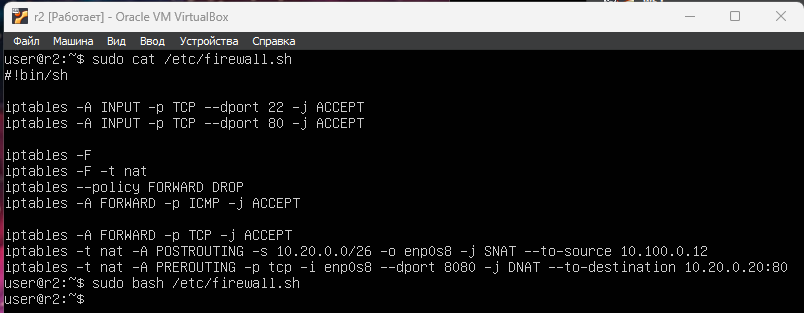 r2 [Работает] - Oracle VM VirtualBox
Файл Машина Вид Ввод Устройства Справка
user@r2:~$ sudo cat /etc/firewall.sh
#!bin/sh
iptables -A INPUT -p TCP --dport 22 -j ACCEPT
iptables -A INPUT -p TCP --dport 80 -j ACCEPT
iptables -F
iptables -F -t nat
iptables --policy FORWARD DROP
iptables -A FORWARD -p ICMP -j ACCEPT
iptables -A FORWARD -p TCP -j ACCEPT
iptables -t nat -A POSTROUTING -s 10.20.0.0/26 -o enp0s8 -j SNAT --to-source 10.100.0.12
iptables -t nat -A PREROUTING -p tcp -i enp0s8 --dport 8080 -j DNAT --to-destination 10.20.0.20:80
user@r2:~$ sudo bash /etc/firewall.sh
user@r2:~$